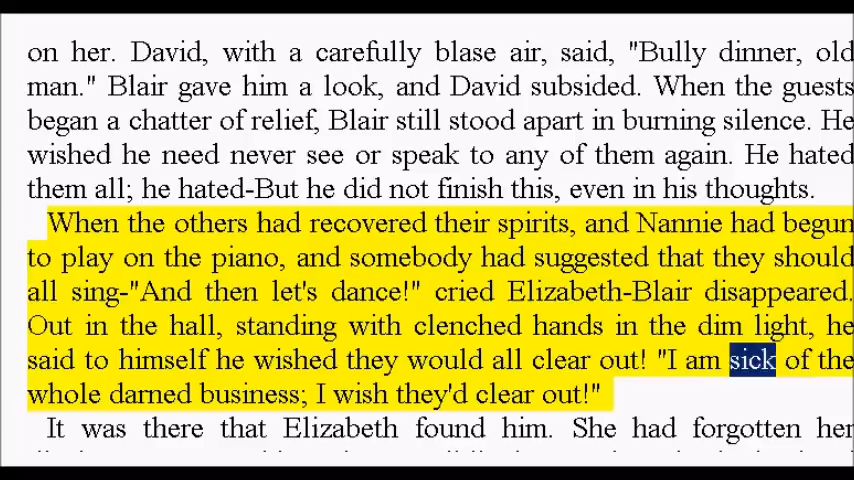 on her. David, with a carefully blase air, said, "Bully dinner, old
man." Blair gave him a look, and David subsided. When the guests
began a chatter of relief, Blair still stood apart in burning silence. He
wished he need never see or speak to any of them again. He hated
them all; he hated-But he did not finish this, even in his thoughts.
When the others had recovered their spirits, and Nannie had begun
to play on the piano, and somebody had suggested that they should
all sing-"And then let's dance!" cried Elizabeth-Blair disappeared.
Out in the hall, standing with clenched hands in the dim light, he
said to himself he wished they would all clear out! "I am sick of the
whole darned business; I wish they'd clear out!"
It was there that Elizabeth found him. She had forgotten her